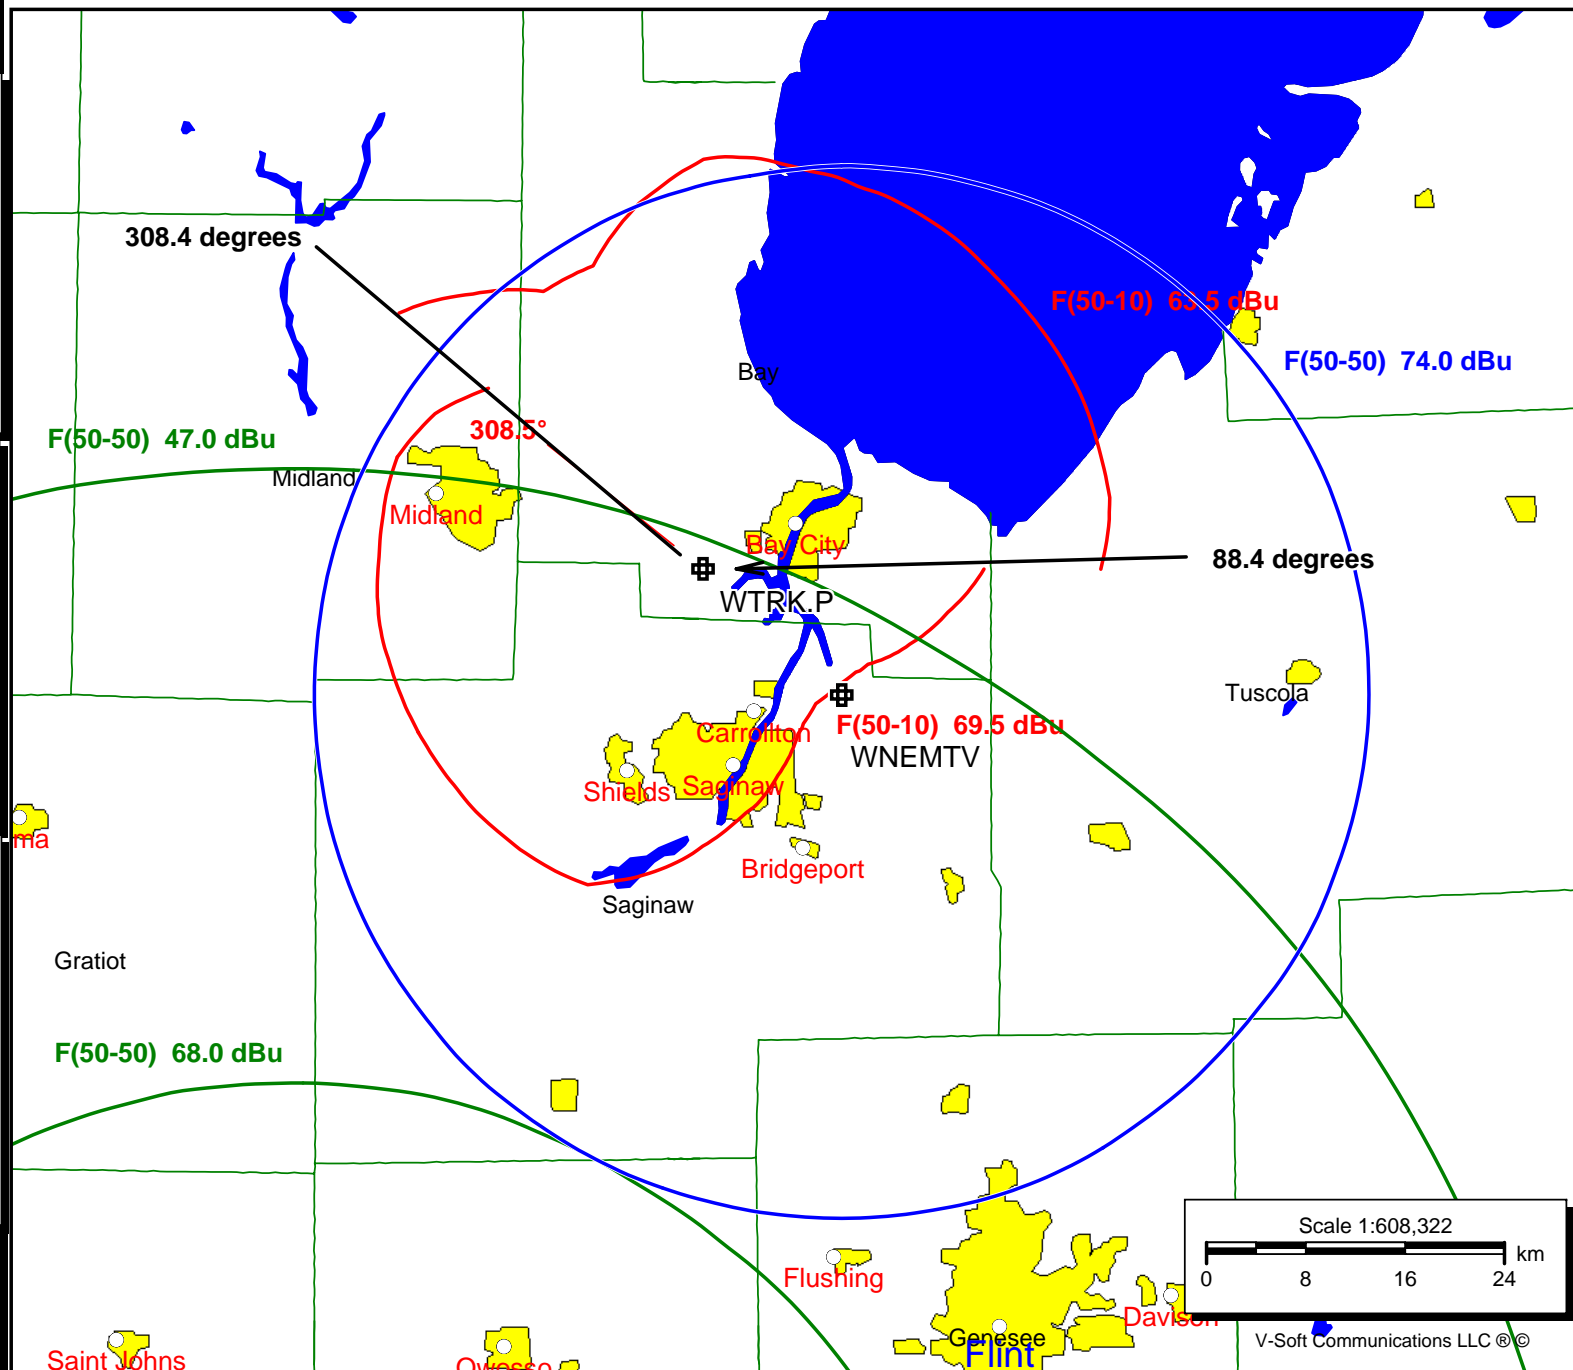 308.4 degrees
F(50-10)  63.5 dBu
F(50-50)  74.0 dBu
Bay
308.5°
F(50-50)  47.0 dBu
Midland
Midland
Bay City
88.4 degrees
WTRK.P
Tuscola
Carrollton
F(50-10)  69.5 dBu
WNEMTV
Shields
Saginaw
ma
Bridgeport
Saginaw
Gratiot
F(50-50)  68.0 dBu
Scale 1:608,322
km
0 8 16 24
Flushing
Davison
Genesee
Flint
V-Soft Communications LLC ® ©
Saint Johns
Owosso